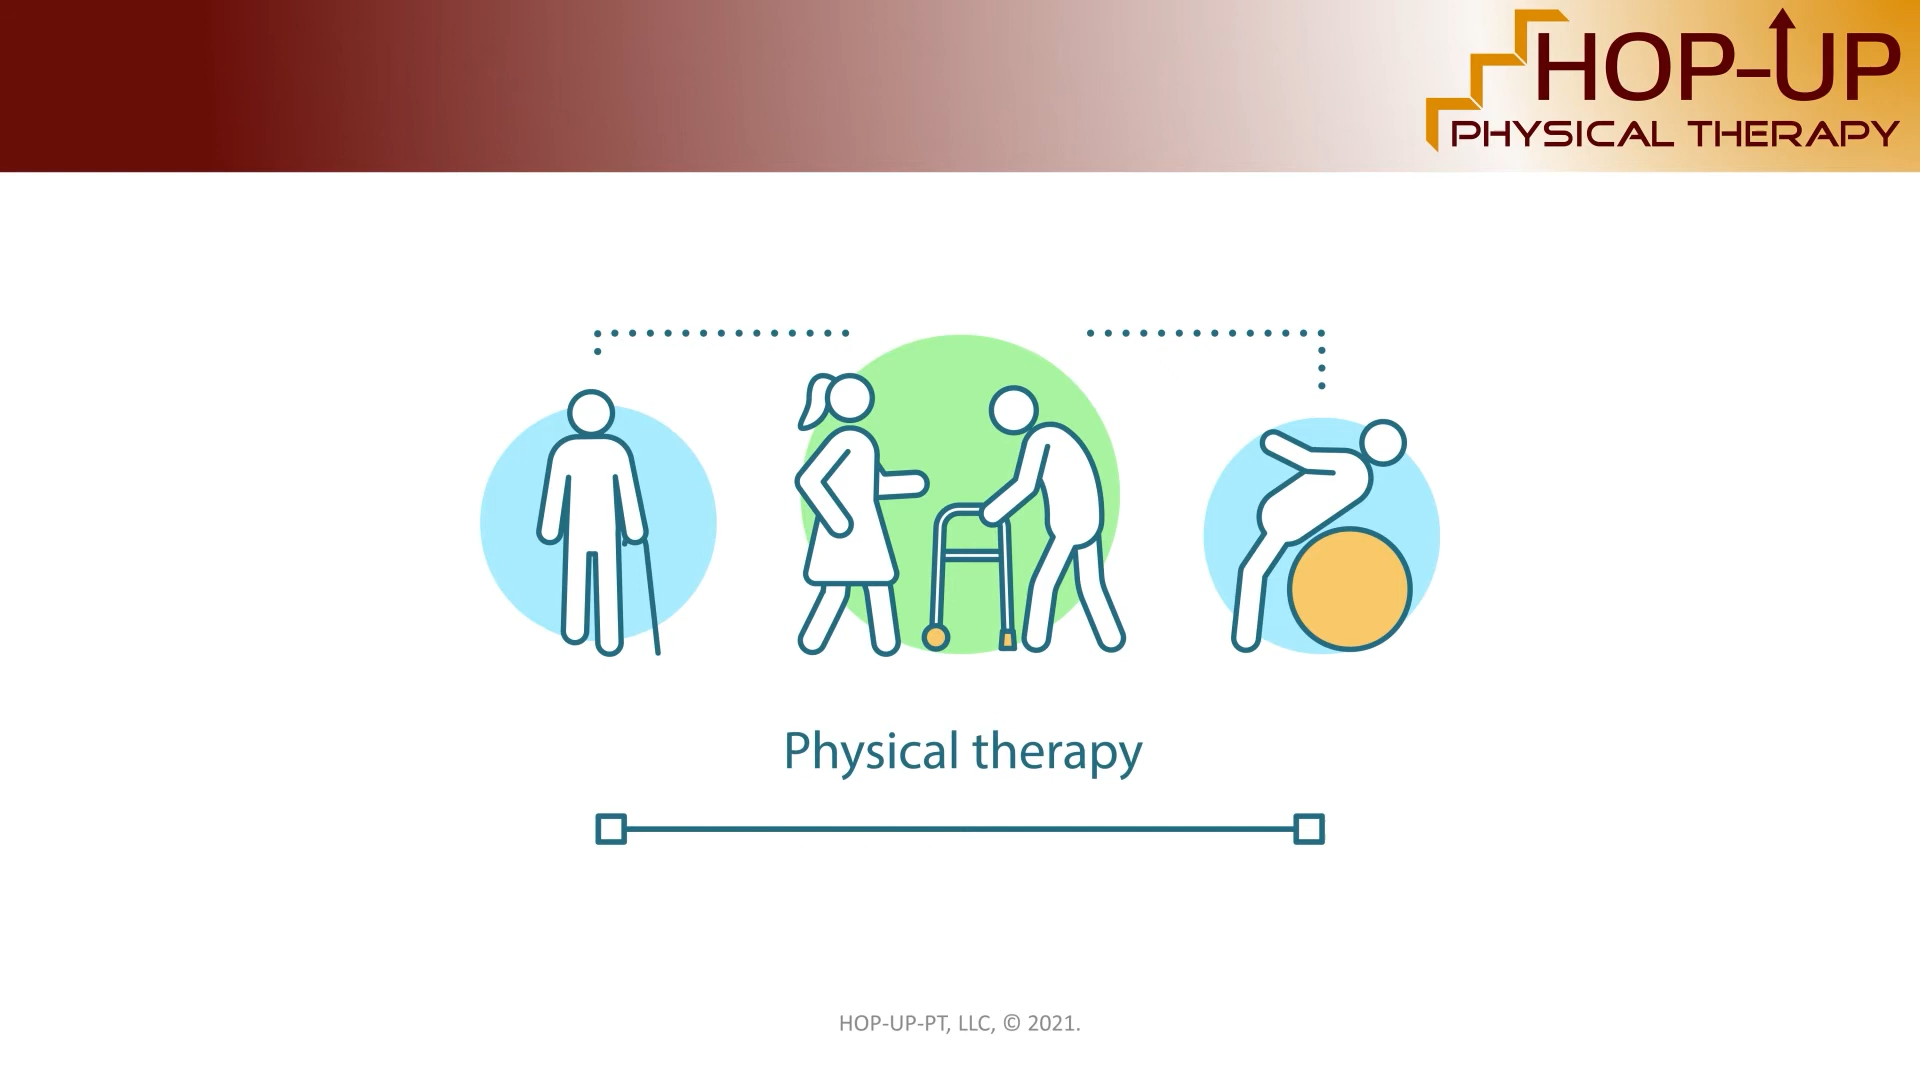 HOP-UP
PHYSICAL THERAPY
Physical therapy
HOP-UP-PT, LLC, © 2021.